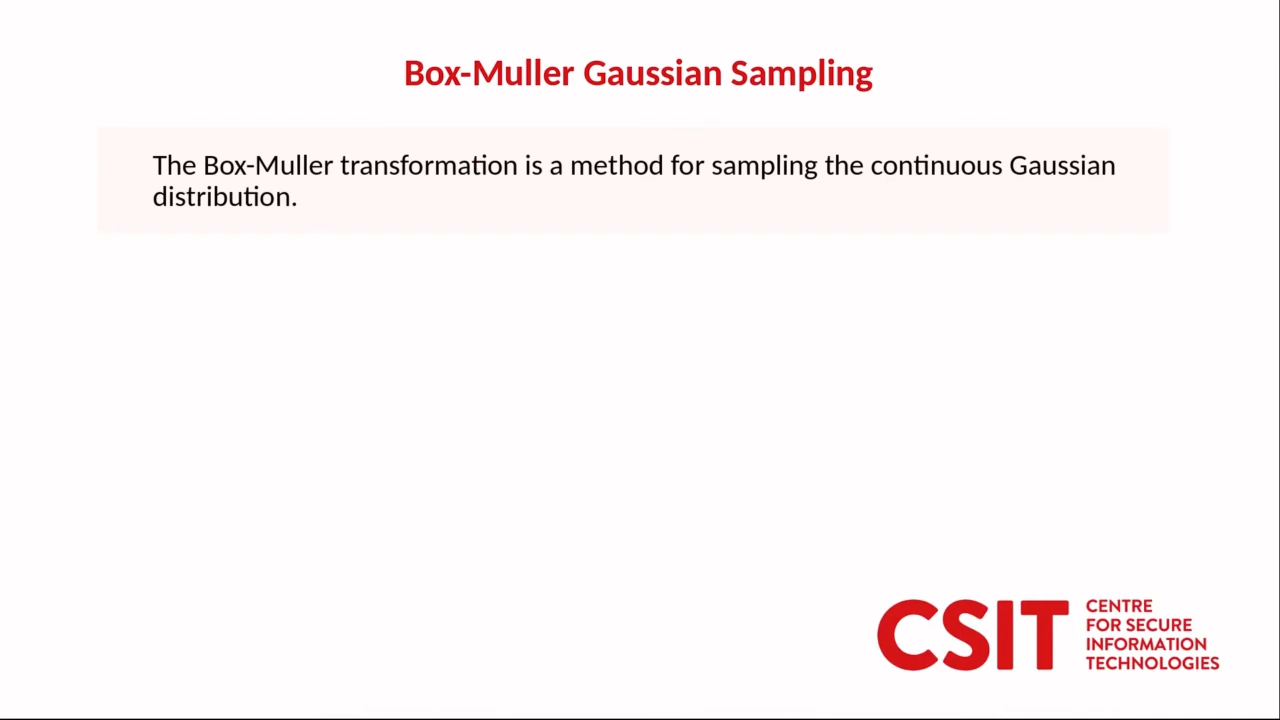 Box-Muller Gaussian Sampling
The Box-Muller transformation is a method for sampling the continuous Gaussian
distribution.
CSIT
CENTRE
FOR SECURE
INFORMATION
TECHNOLOGIES